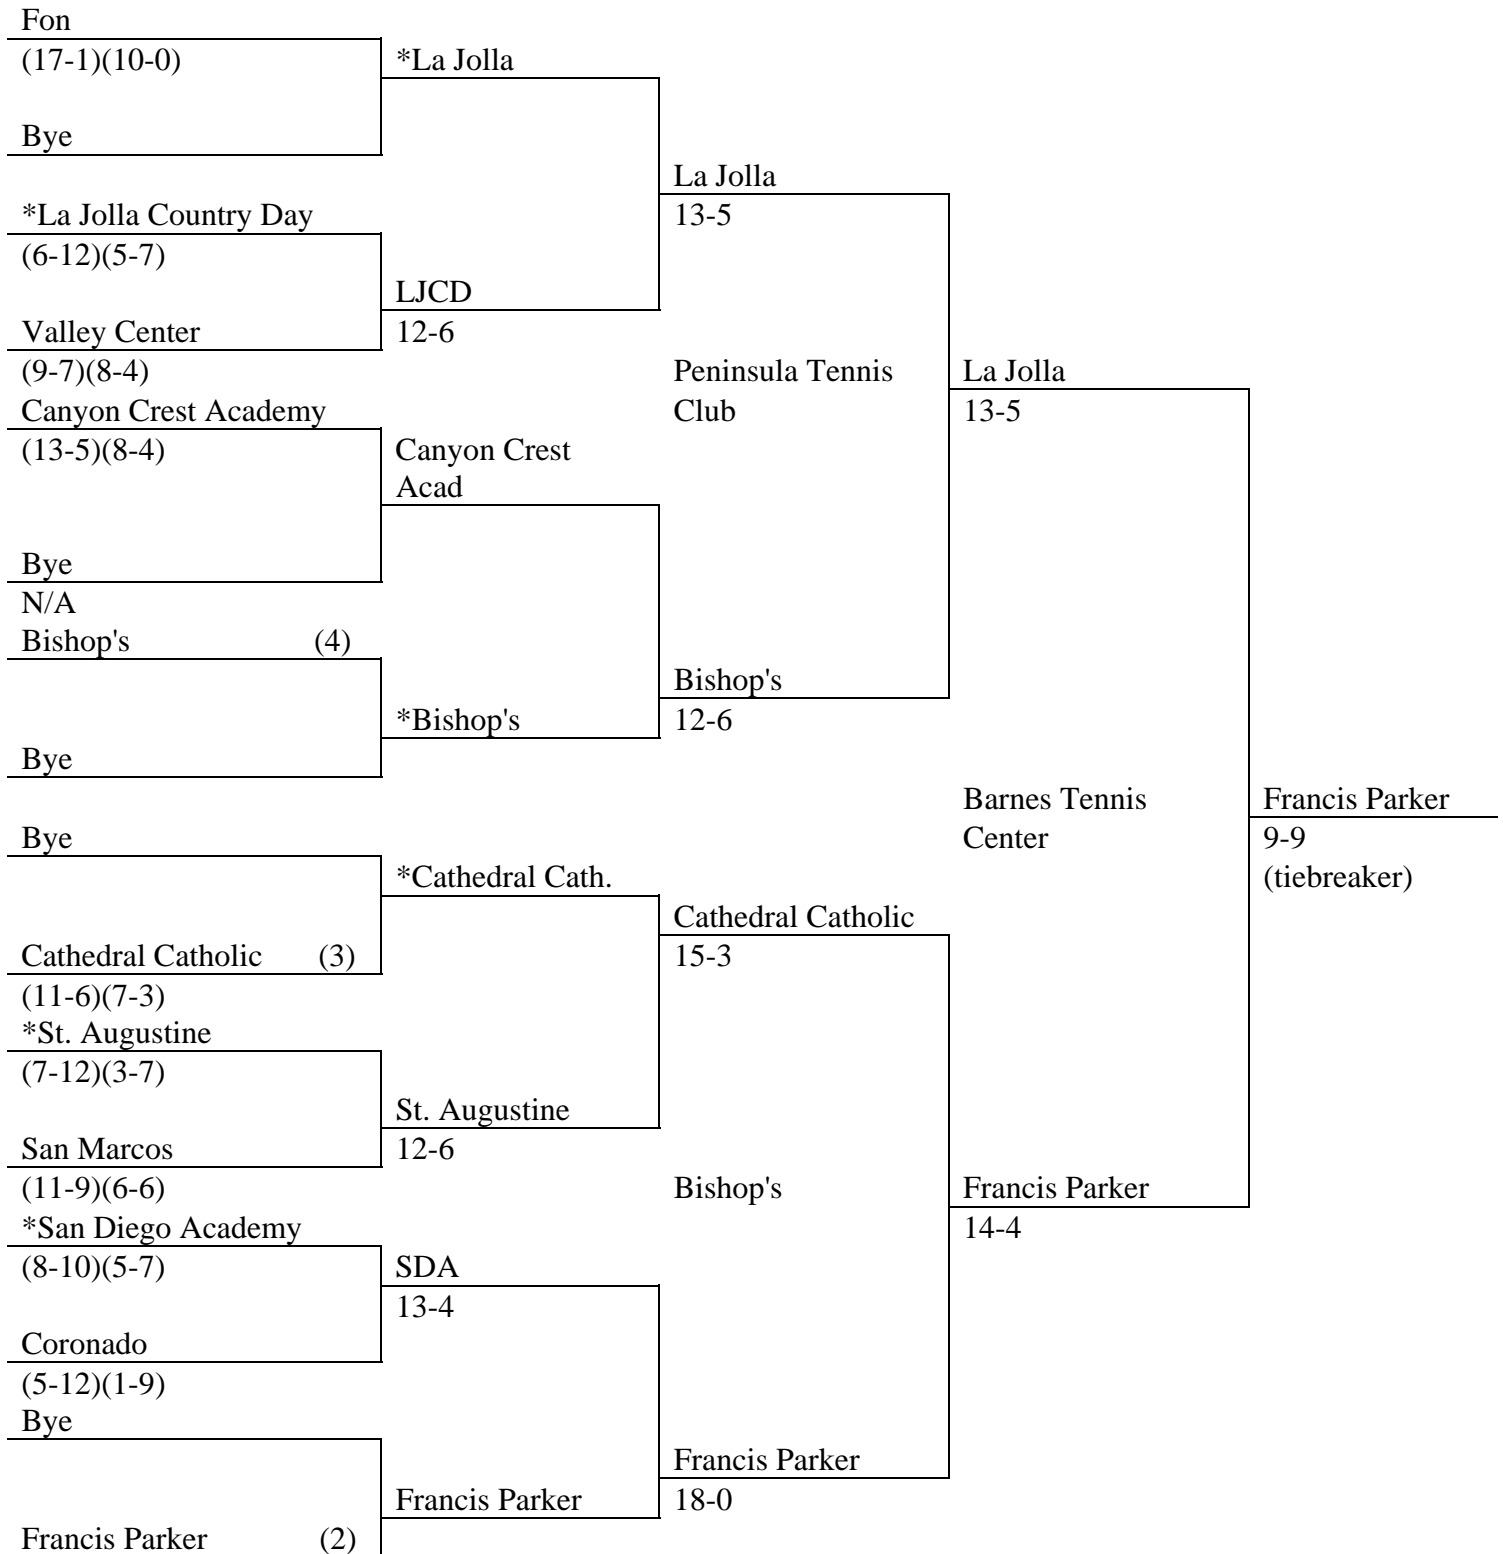 Fon
(17-1)(10-0)
Bye
*La Jolla Country Day
(6-12)(5-7)
Valley Center
(9-7)(8-4)
Canyon Crest Academy
(13-5)(8-4)
Bye
N/A
Bishop's (4)
Bye
Bye
Cathedral Catholic (3)
(11-6)(7-3)
*St. Augustine
(7-12)(3-7)
San Marcos
(11-9)(6-6)
*San Diego Academy
(8-10)(5-7)
Coronado
(5-12)(1-9)
Bye
Francis Parker (2)
*La Jolla
LJCD
12-6
Canyon Crest
Acad
*Bishop's
*Cathedral Cath.
St. Augustine
12-6
SDA
13-4
Francis Parker
La Jolla
13-5
Peninsula Tennis
Club
Bishop's
12-6
Cathedral Catholic
15-3
Bishop's
Francis Parker
18-0
La Jolla
13-5
Barnes Tennis
Center
Francis Parker
14-4
Francis Parker
9-9
(tiebreaker)